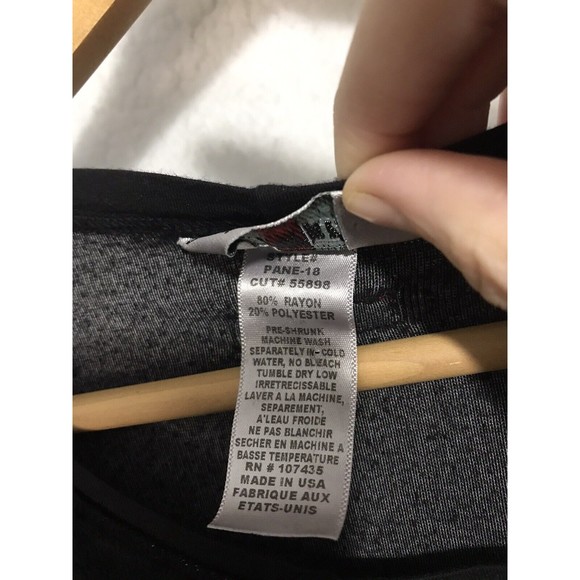 STYLE#
PANE-18
CUT# 55898
80% RAYON
20% POLYESTER
PRE-SHRUNK
MACHINE WASH
SEPARATELY IN-COLD
WATER, NO BLEACH
TUMBLE DRY LOW
IRRETRECISSABLE
LAVER A LA MACHINE,
SEPAREMENT,
A'LEAU FROIDE
NE PAS BLANCHIR
SECHER EN MACHINE A
BASSE TEMPERATURE
RN # 107435
MADE IN USA
FABRIQUE AUX
ETATS-UNIS